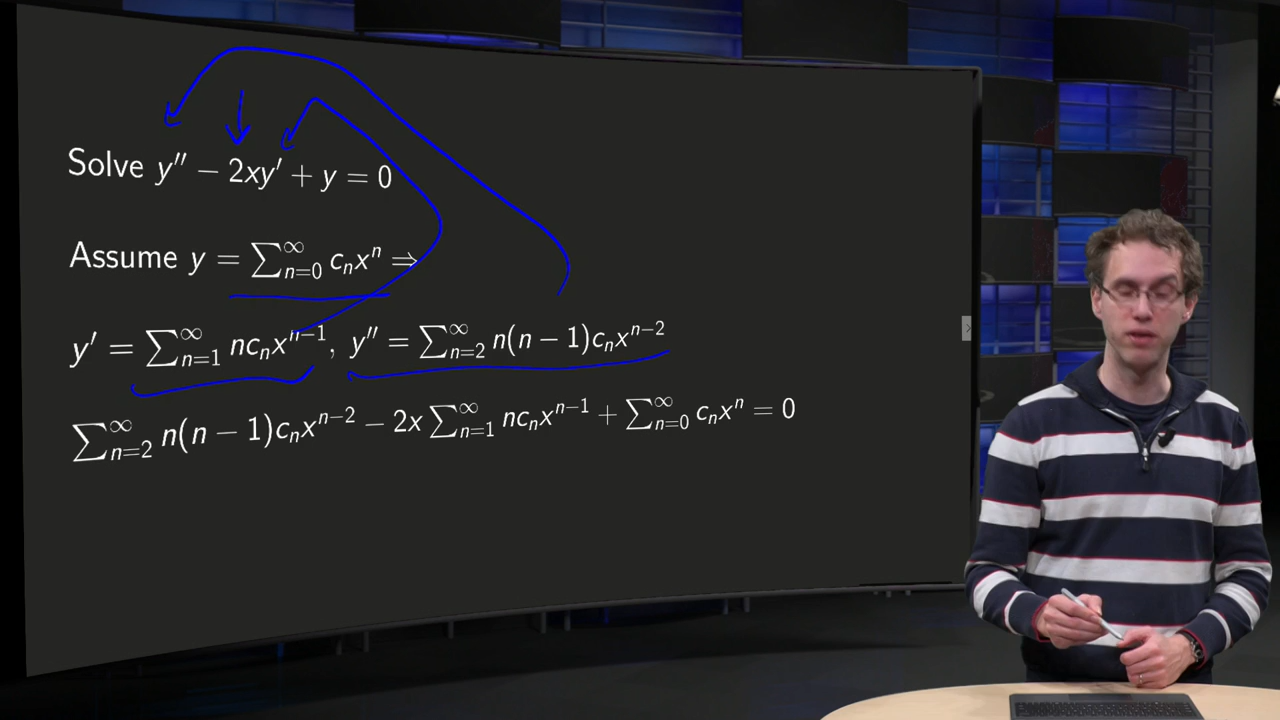 Solve y″ − 2xy′ + y = 0
Assume y = ∑_{n=0}^{∞} c_n x^n ⇒
y′ = ∑_{n=1}^{∞} nc_n x^{n−1}, y″ = ∑_{n=2}^{∞} n(n − 1)c_n x^{n−2}
∑_{n=2}^{∞} n(n − 1)c_n x^{n−2} − 2x ∑_{n=1}^{∞} nc_n x^{n−1} + ∑_{n=0}^{∞} c_n x^n = 0